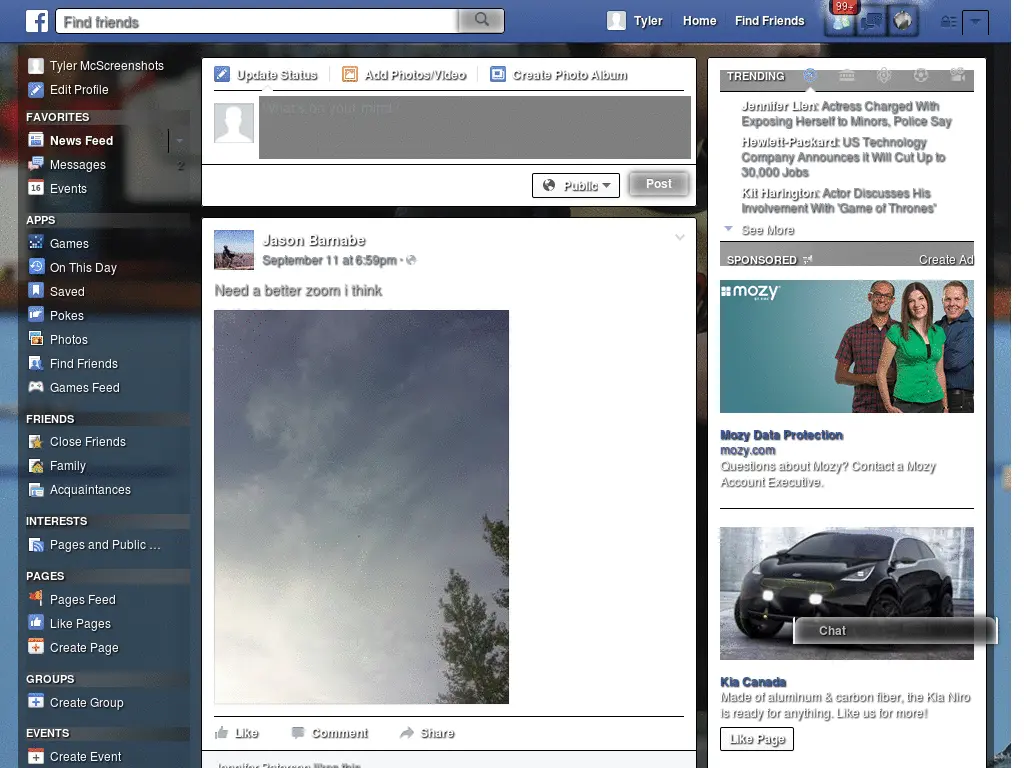 Find friends
Tyler
Home
Find Friends
99+
Tyler McScreenshots
Edit Profile
FAVORITES
News Feed
Messages
2
16
Events
APPS
Games
On This Day
Saved
Pokes
Photos
Find Friends
Games Feed
FRIENDS
Close Friends
Family
Acquaintances
INTERESTS
Pages and Public ...
PAGES
Pages Feed
Like Pages
Create Page
GROUPS
Create Group
EVENTS
Create Event
Update Status
Add Photos/Video
Create Photo Album
What's on your mind?
Public
Post
Jason Barnabe
September 11 at 6:59pm ·
Need a better zoom i think
Like
Comment
Share
Jennifer Peterson likes this.
TRENDING
Jennifer Lien: Actress Charged With
Exposing Herself to Minors, Police Say
Hewlett-Packard: US Technology
Company Announces it Will Cut Up to
30,000 Jobs
Kit Harington: Actor Discusses His
Involvement With 'Game of Thrones'
See More
SPONSORED
Create Ad
mozy
Mozy Data Protection
mozy.com
Questions about Mozy? Contact a Mozy
Account Executive.
Chat
Kia Canada
Made of aluminum & carbon fiber, the Kia Niro
is ready for anything. Like us for more!
Like Page